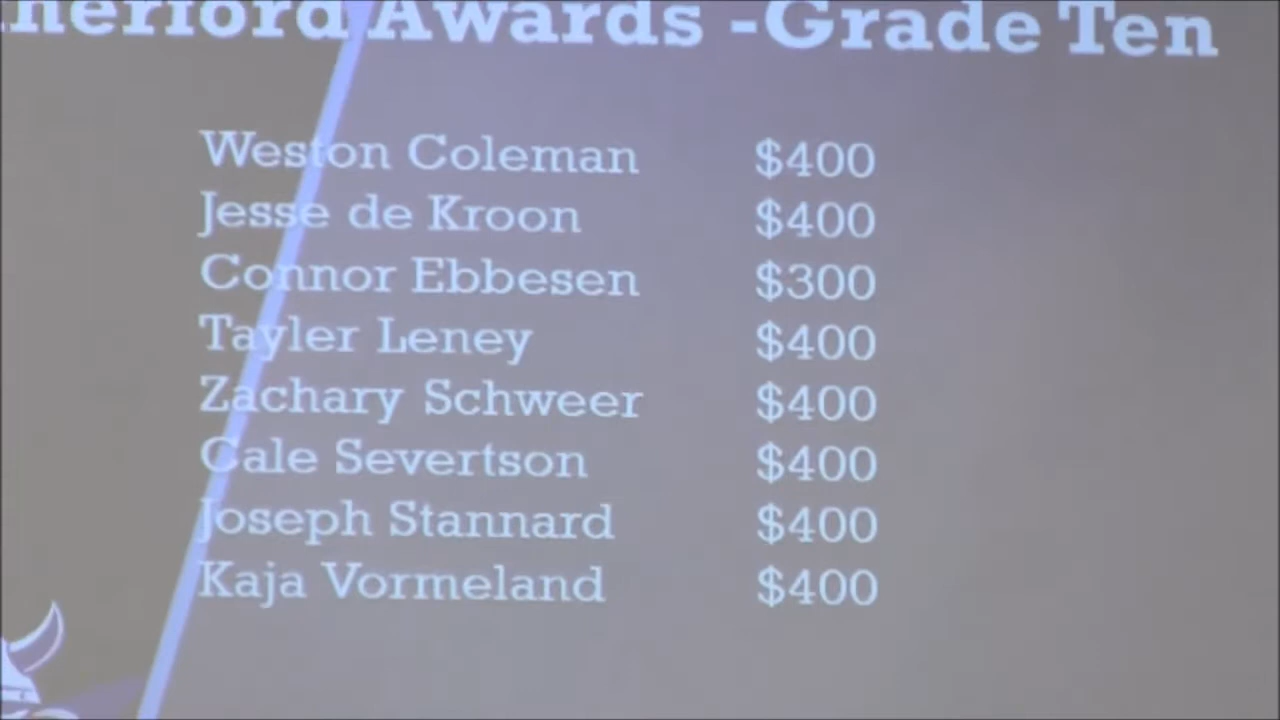 Awards -Grade Ten
Weston Coleman $400
Jesse de Kroon $400
Connor Ebbesen $300
Tayler Leney $400
Zachary Schweer $400
Cale Severtson $400
Joseph Stannard $400
Kaja Vormeland $400